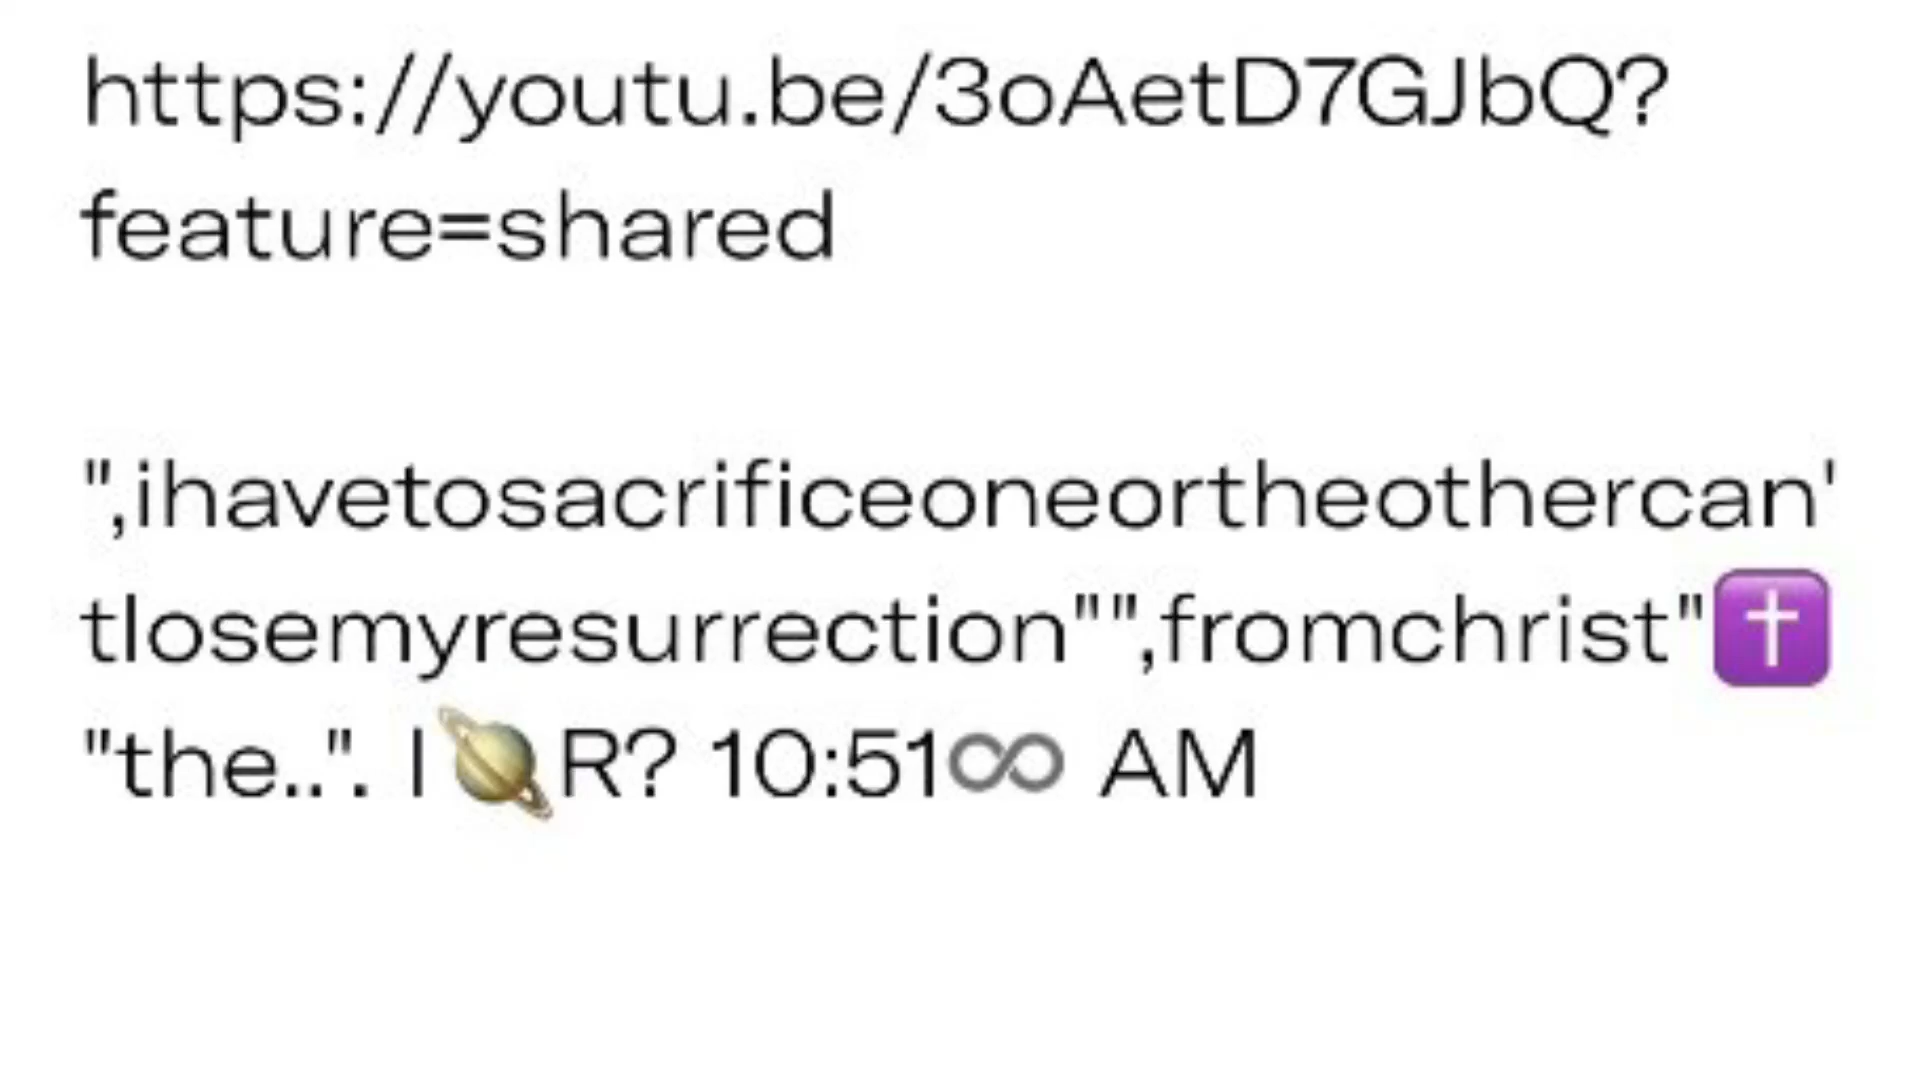 https://youtu.be/3oAetD7GJbQ?
feature=shared
",ihavetosacrificeoneortheothercan'
tlosemyresurrection"",fromchrist"✝️
"the..". I🪐R? 10:51♾ AM